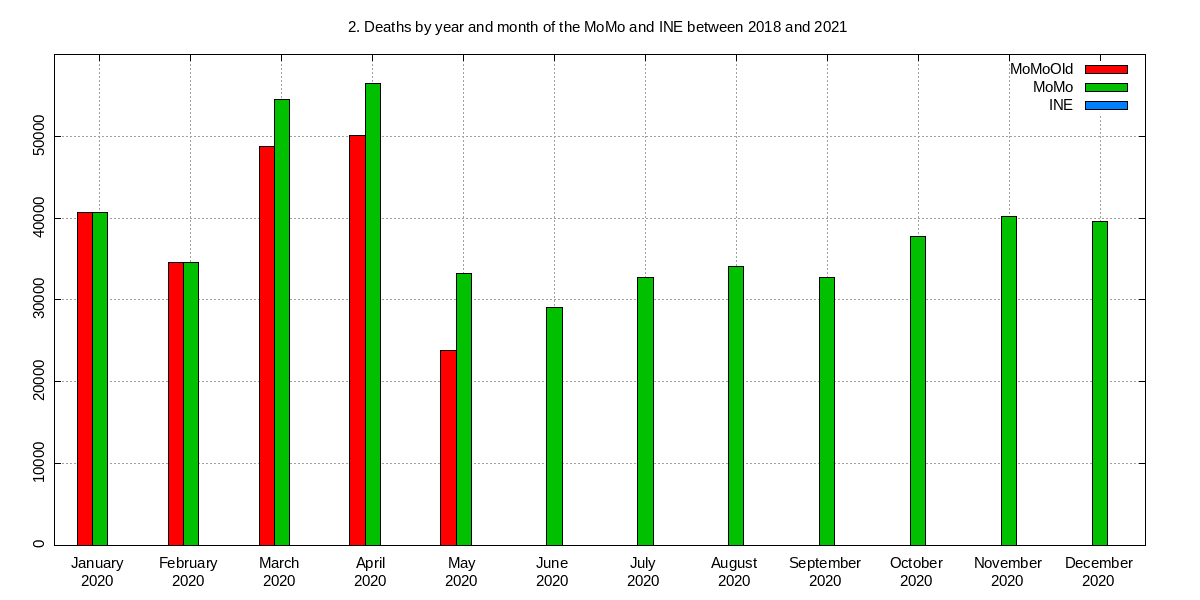 2. Deaths by year and month of the MoMo and INE between 2018 and 2021
MoMoOld
MoMo
INE
50000
40000
30000
20000
10000
0
January February March April May June July August September October November December
2020 2020 2020 2020 2020 2020 2020 2020 2020 2020 2020 2020